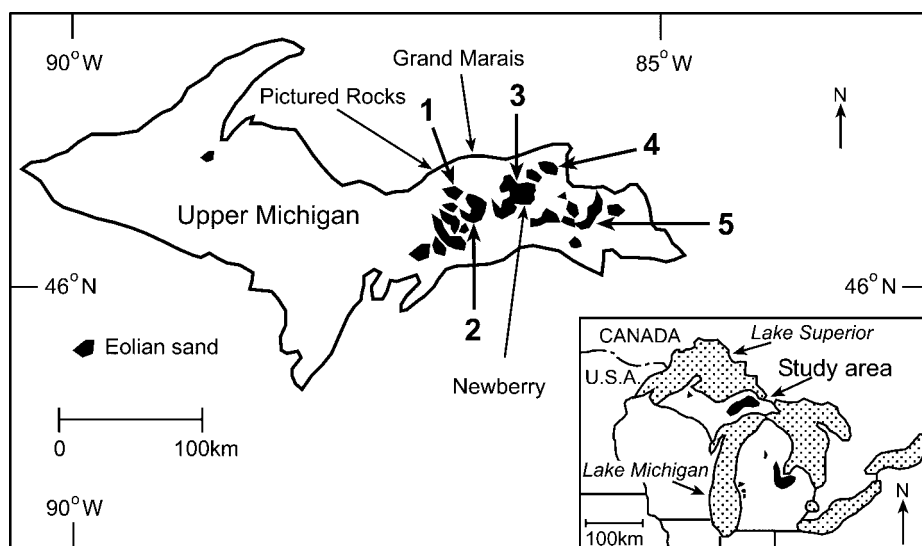 90°W
85°W
Grand Marais
Pictured Rocks
1
3
N
4
Upper Michigan
5
46°N
46°N
2
Eolian sand
Newberry
0
100km
90°W
CANADA
Lake Superior
U.S.A.
Study area
Lake Michigan
N
100km